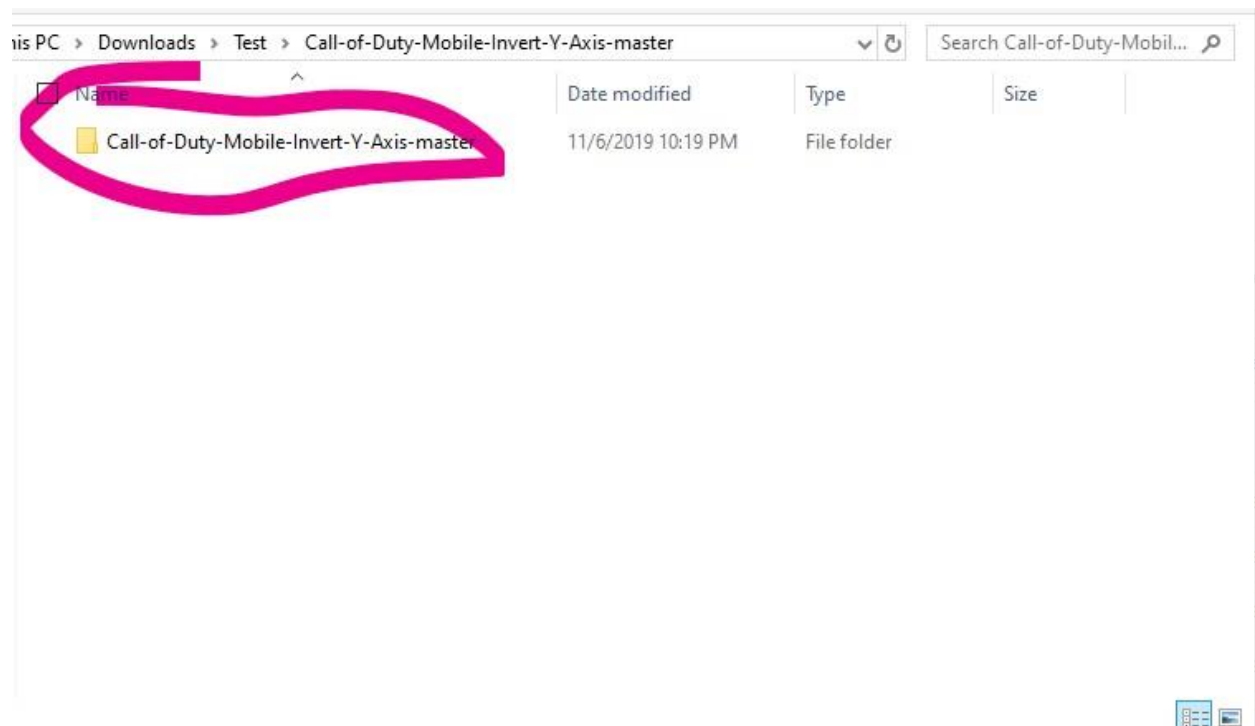 his PC > Downloads > Test > Call-of-Duty-Mobile-Invert-Y-Axis-master Search Call-of-Duty-Mobil...
Name Date modified Type Size
Call-of-Duty-Mobile-Invert-Y-Axis-master 11/6/2019 10:19 PM File folder